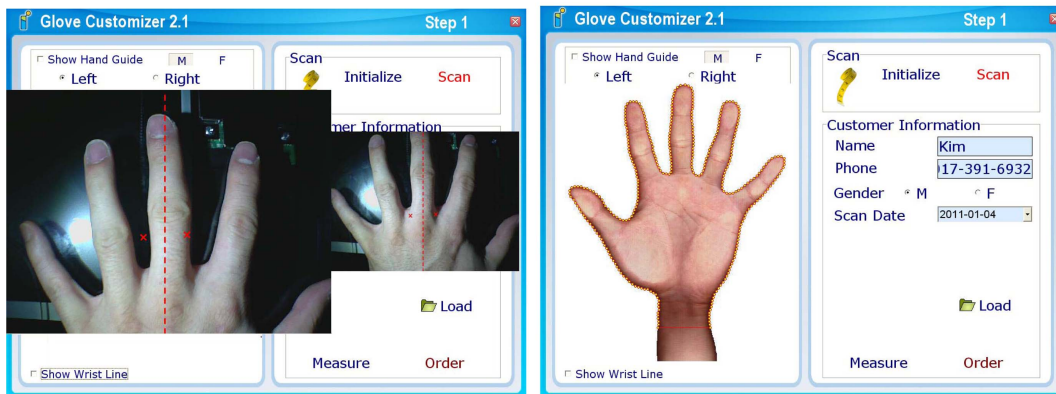 Glove Customizer 2.1
Step 1
Show Hand Guide M F
Left Right
Scan
Initialize Scan
mer Information
Load
Measure Order
Show Wrist Line
Glove Customizer 2.1
Step 1
Show Hand Guide M F
Left Right
Scan
Initialize Scan
Customer Information
Name Kim
Phone 17-391-6932
Gender M F
Scan Date 2011-01-04
Load
Measure Order
Show Wrist Line